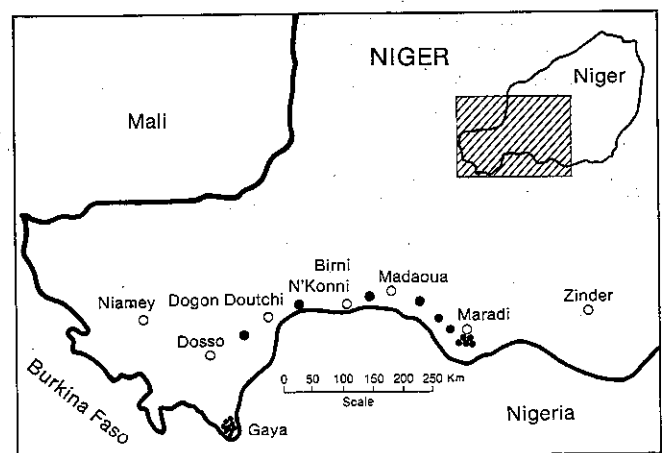 NIGER
Niger
Mali
Birni
N'Konni
Madaoua
Niamey
Dogon Doutchi
Maradi
Zinder
Dosso
Burkina Faso
0 50 100 150 200 250 Km
Scale
Gaya
Nigeria